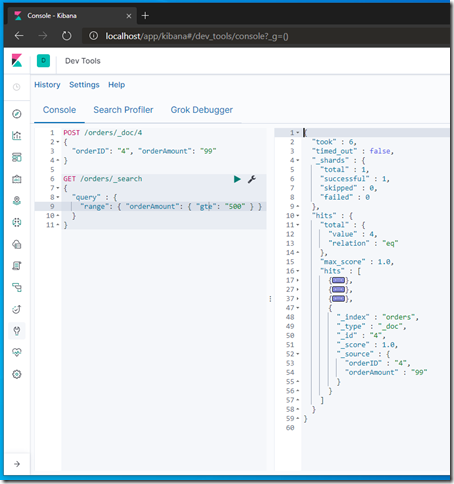 Console - Kibana
localhost/app/kibana#/dev_tools/console?_g=()
D Dev Tools
History Settings Help
Console Search Profiler Grok Debugger
1 POST /orders/_doc/4
2 {
3 "orderID": "4", "orderAmount": "99"
4 }
5
6 GET /orders/_search
7 {
8 "query" : {
9 "range": { "orderAmount": { "gte": "500" } }
10 }
11 }
1 {
2 "took" : 6,
3 "timed_out" : false,
4 "_shards" : {
5 "total" : 1,
6 "successful" : 1,
7 "skipped" : 0,
8 "failed" : 0
9 },
10 "hits" : {
11 "total" : {
12 "value" : 4,
13 "relation" : "eq"
14 },
15 "max_score" : 1.0,
16 "hits" : [
17 {},
27 {},
37 {},
47 {
48 "_index" : "orders",
49 "_type" : "_doc",
50 "_id" : "4",
51 "_score" : 1.0,
52 "_source" : {
53 "orderID" : "4",
54 "orderAmount" : "99"
55 }
56 }
57 ]
58 }
59 }
60